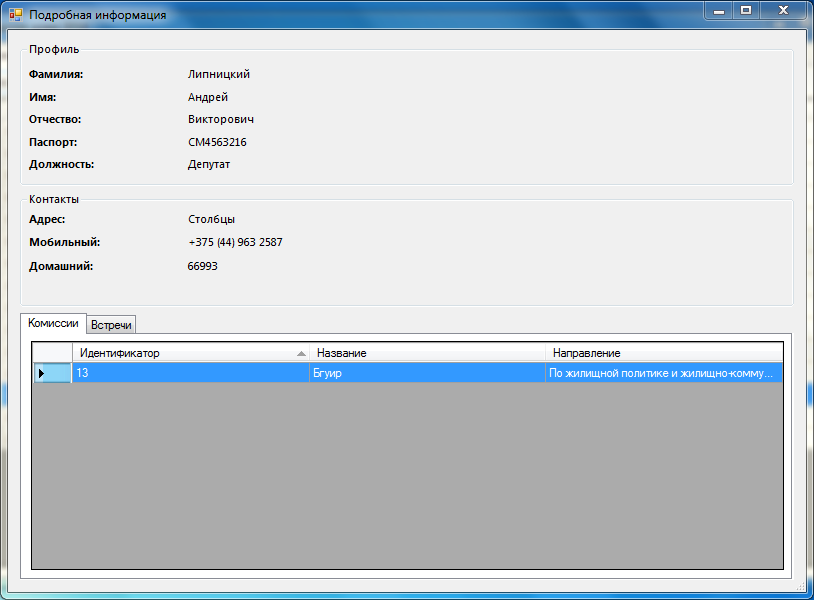 Подробная информация
Профиль
Фамилия: Липницкий
Имя: Андрей
Отчество: Викторович
Паспорт: СМ4563216
Должность: Депутат
Контакты
Адрес: Столбцы
Мобильный: +375 (44) 963 2587
Домашний: 66993
Комиссии Встречи
Идентификатор Название Направление
13 Бгуир По жилищной политике и жилищно-комму...